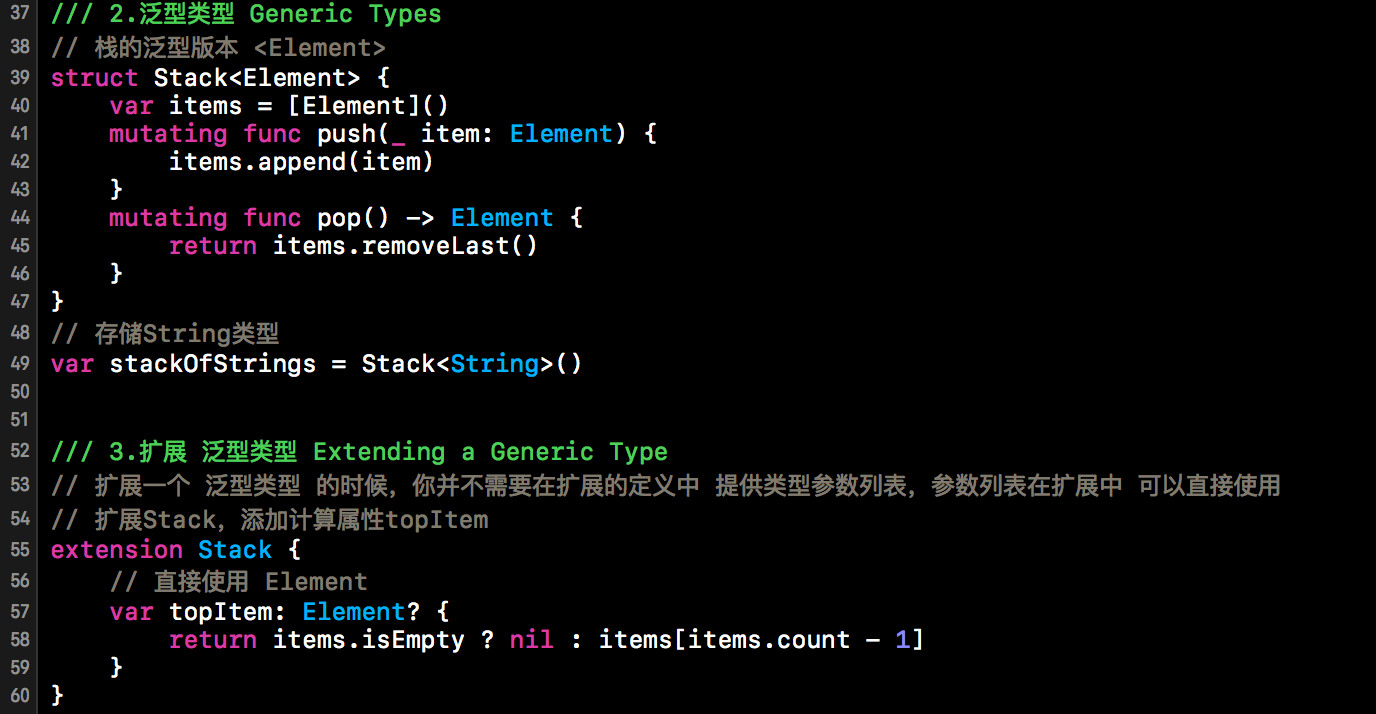 37 /// 2.泛型类型 Generic Types
38 // 栈的泛型版本 <Element>
39 struct Stack<Element> {
40     var items = [Element]()
41     mutating func push(_ item: Element) {
42         items.append(item)
43     }
44     mutating func pop() -> Element {
45         return items.removeLast()
46     }
47 }
48 // 存储String类型
49 var stackOfStrings = Stack<String>()
50
51
52 /// 3.扩展 泛型类型 Extending a Generic Type
53 // 扩展一个 泛型类型 的时候，你并不需要在扩展的定义中 提供类型参数列表，参数列表在扩展中 可以直接使用
54 // 扩展Stack，添加计算属性topItem
55 extension Stack {
56     // 直接使用 Element
57     var topItem: Element? {
58         return items.isEmpty ? nil : items[items.count - 1]
59     }
60 }